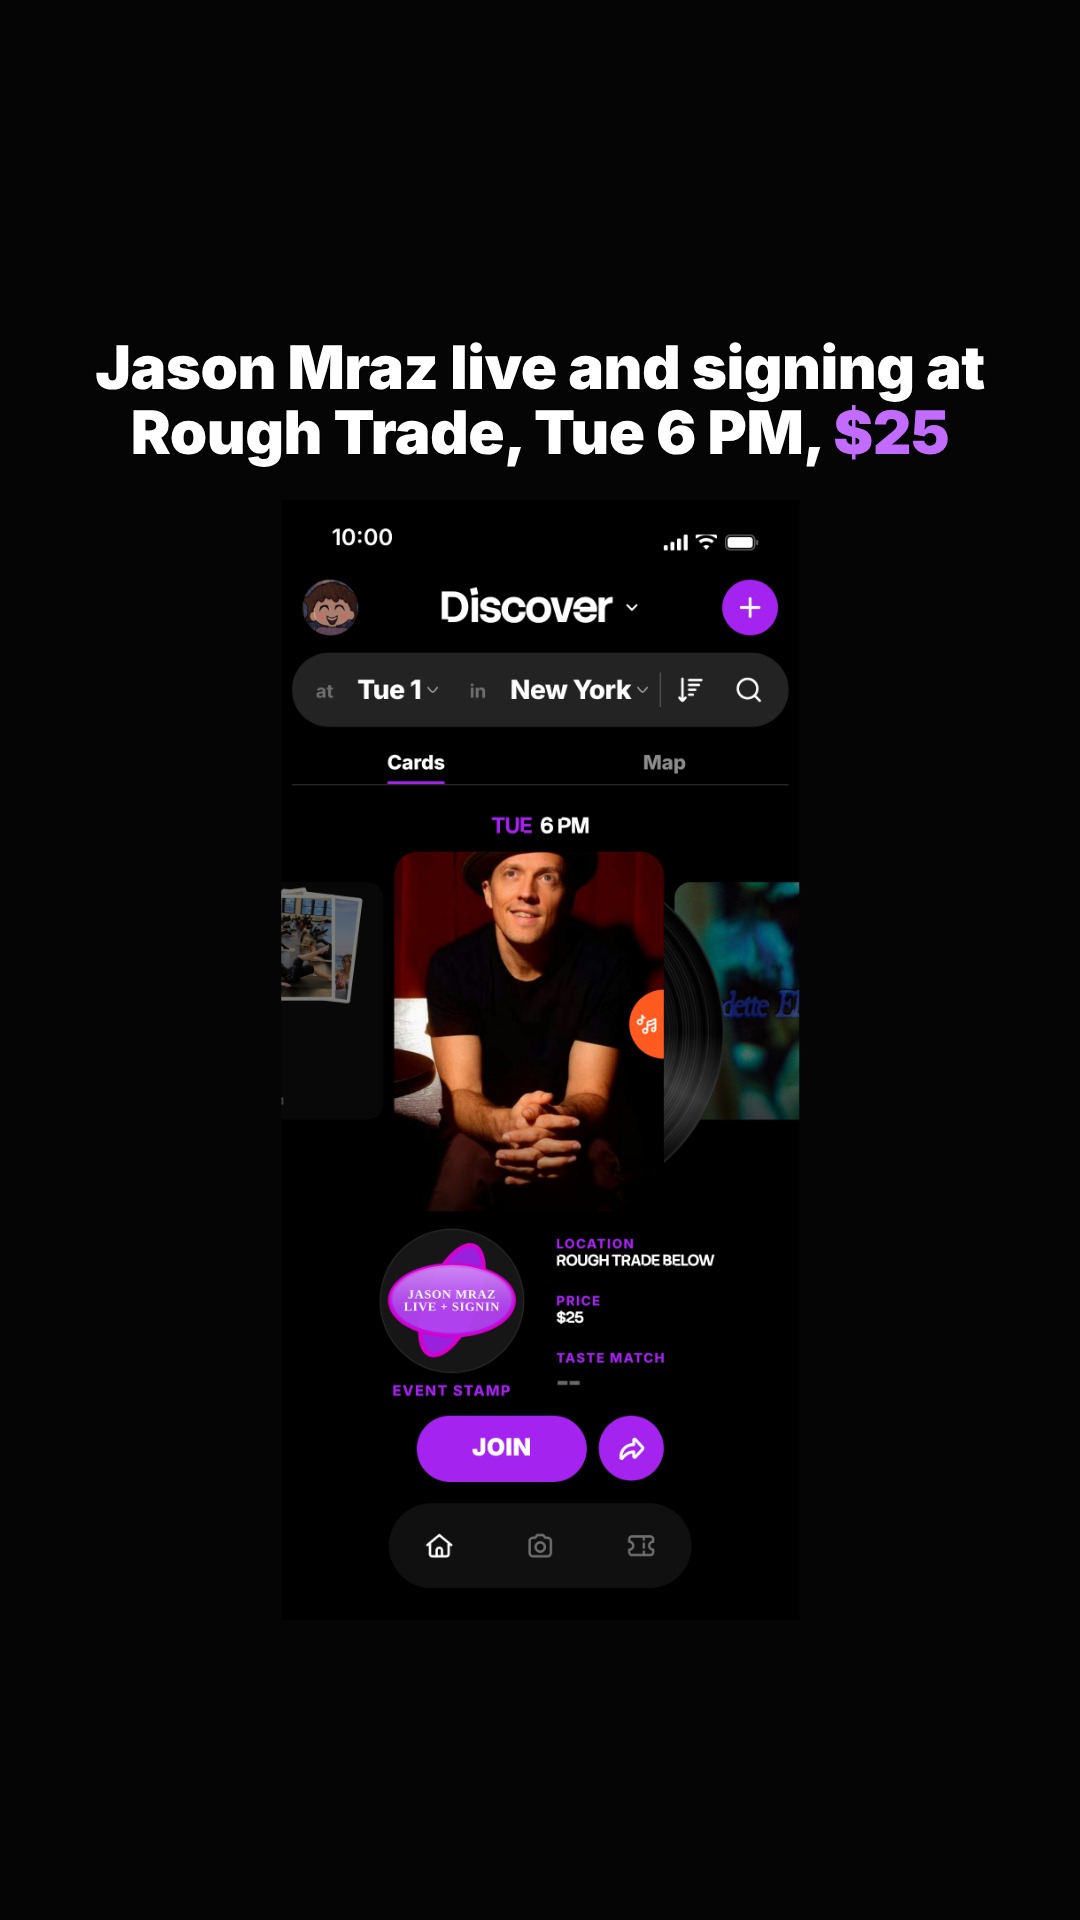 Jason Mraz live and signing at
Rough Trade, Tue 6 PM, $25
10:00
Discover
at Tue 1 in New York
Cards Map
TUE 6 PM
JASON MRAZ
LIVE + SIGNIN
EVENT STAMP
LOCATION
ROUGH TRADE BELOW
PRICE
$25
TASTE MATCH
--
JOIN